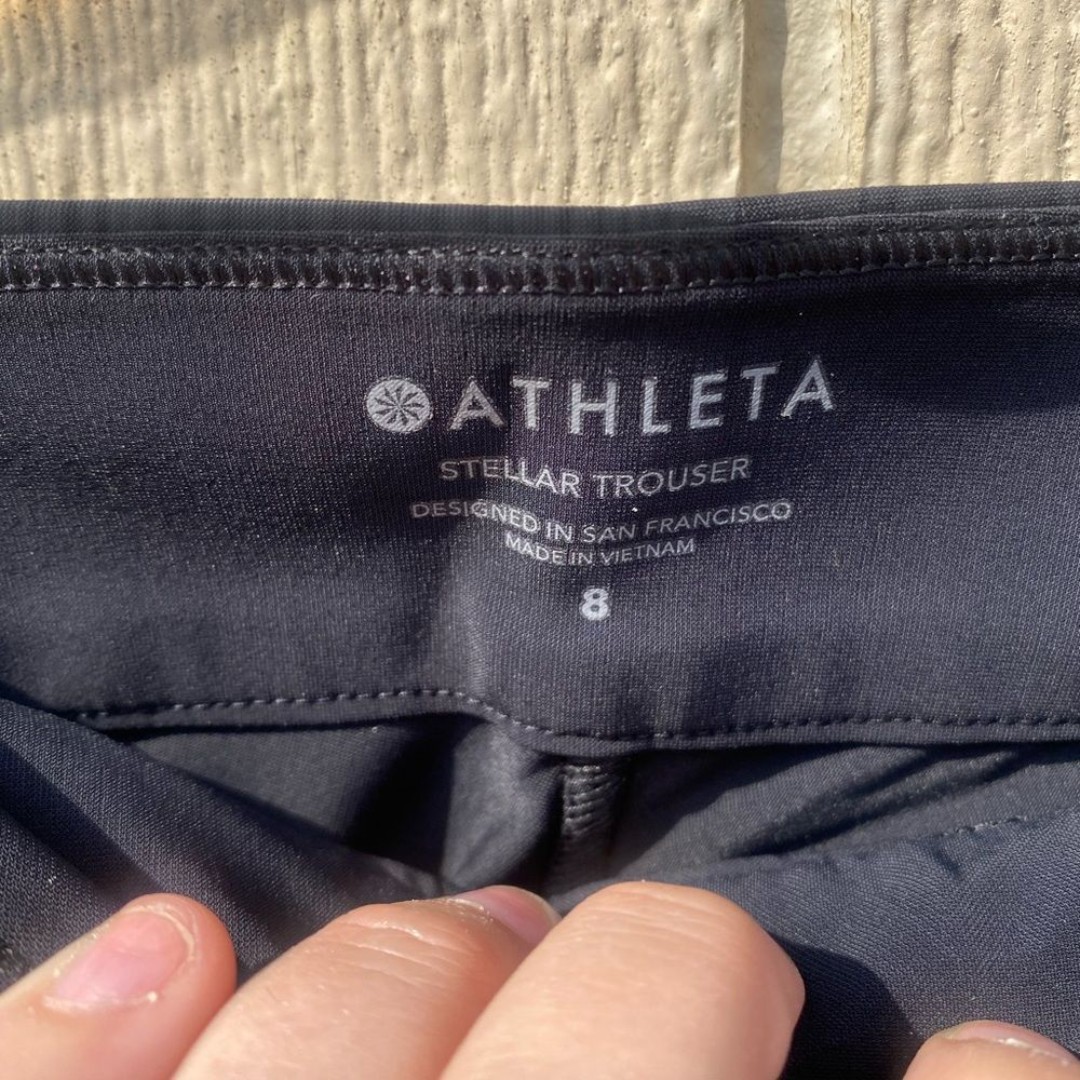 ATHLETA
STELLAR TROUSER
DESIGNED IN SAN FRANCISCO
MADE IN VIETNAM
8